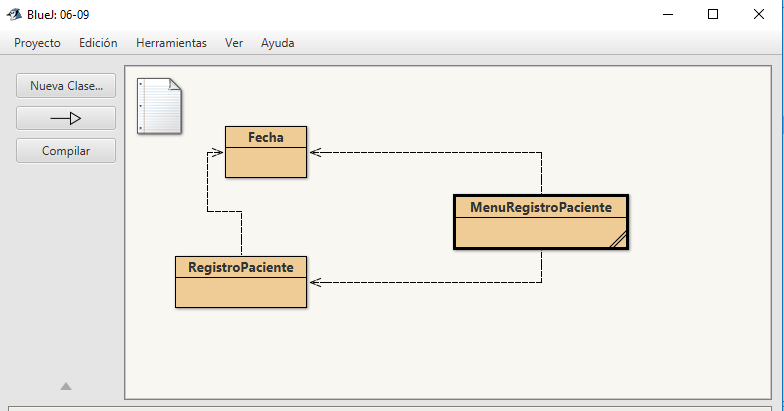 BlueJ: 06-09
Proyecto Edición Herramientas Ver Ayuda
Nueva Clase...
Compilar
Fecha
MenuRegistroPaciente
RegistroPaciente